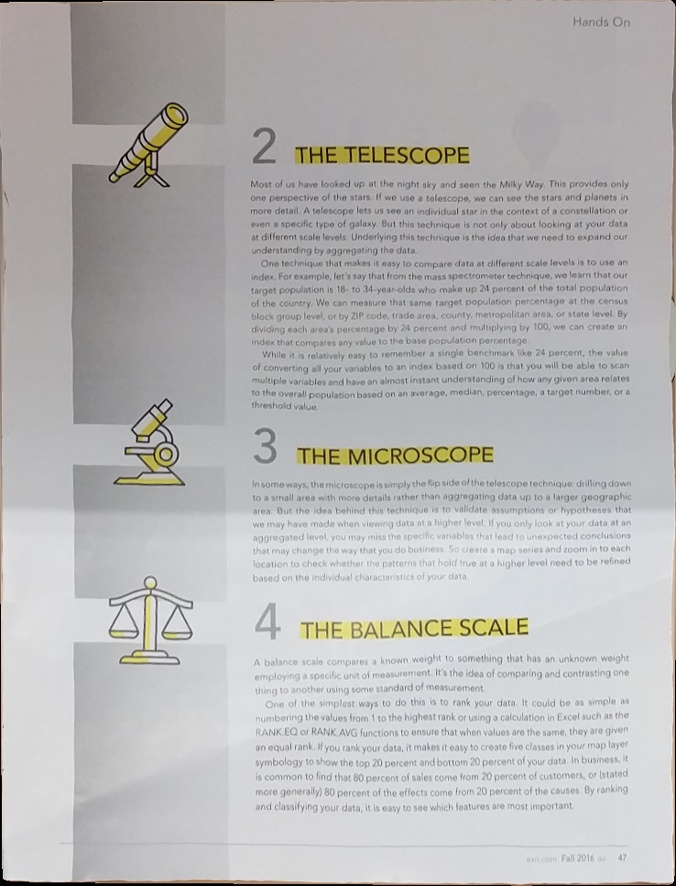 Hands On
2 THE TELESCOPE
Most of us have looked up at the night sky and seen the Milky Way. This provides only
one perspective of the stars. If we use a telescope, we can see the stars and planets in
more detail. A telescope lets us see an individual star in the context of a constellation or
even a specific type of galaxy. But this technique is not only about looking at your data
at different scale levels. Underlying this technique is the idea that we need to expand our
understanding by aggregating the data.
One technique that makes it easy to compare data at different scale levels is to use an
index. For example, let's say that from the mass spectrometer technique, we learn that our
target population is 18- to 34-year-olds who make up 24 percent of the total population
of the country. We can measure that same target population percentage at the census
block group level, or by ZIP code, trade area, county, metropolitan area, or state level. By
dividing each area's percentage by 24 percent and multiplying by 100, we can create an
index that compares any value to the base population percentage.
While it is relatively easy to remember a single benchmark like 24 percent, the value
of converting all your variables to an index based on 100 is that you will be able to scan
multiple variables and have an almost instant understanding of how any given area relates
to the overall population based on an average, median, percentage, a target number, or a
threshold value.
3 THE MICROSCOPE
In some ways, the microscope is simply the flip side of the telescope technique: drilling down
to a small area with more details rather than aggregating data up to a larger geographic
area. But the idea behind this technique is to validate assumptions or hypotheses that
we may have made when viewing data at a higher level. If you only look at your data at an
aggregated level, you may miss the specific variables that lead to unexpected conclusions
that may change the way that you do business. So create a map series and zoom in to each
location to check whether the patterns that hold true at a higher level need to be refined
based on the individual characteristics of your data.
4 THE BALANCE SCALE
A balance scale compares a known weight to something that has an unknown weight
employing a specific unit of measurement. It's the idea of comparing and contrasting one
thing to another using some standard of measurement.
One of the simplest ways to do this is to rank your data. It could be as simple as
numbering the values from 1 to the highest rank or using a calculation in Excel such as the
RANK.EQ or RANK.AVG functions to ensure that when values are the same, they are given
an equal rank. If you rank your data, it makes it easy to create five classes in your map layer
symbology to show the top 20 percent and bottom 20 percent of your data. In business, it
is common to find that 80 percent of sales come from 20 percent of customers, or (stated
more generally) 80 percent of the effects come from 20 percent of the causes. By ranking
and classifying your data, it is easy to see which features are most important.
esri.com Fall 2016 au 47